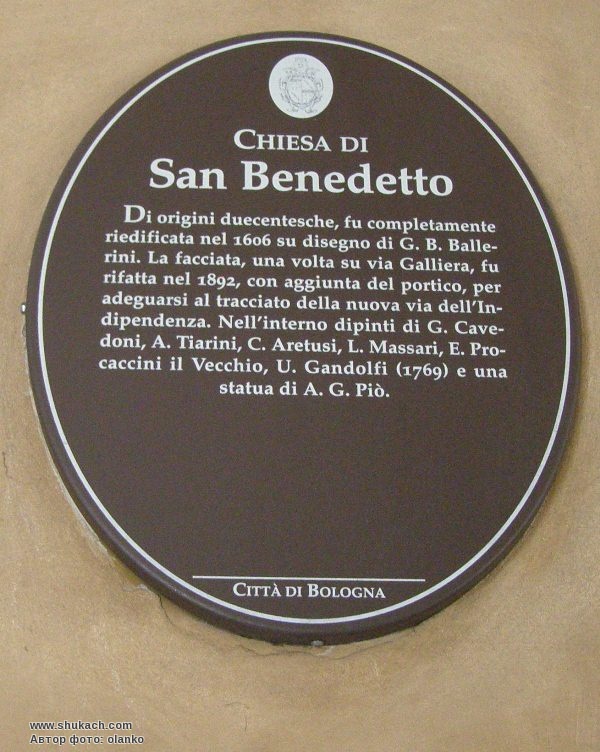 CHIESA DI
San Benedetto
Di origini duecentesche, fu completamente
riedificata nel 1606 su disegno di G. B. Balle-
rini. La facciata, una volta su via Galliera, fu
rifatta nel 1892, con aggiunta del portico, per
adeguarsi al tracciato della nuova via dell'In-
dipendenza. Nell'interno dipinti di G. Cave-
doni, A. Tiarini, C. Aretusi, L. Massari, E. Pro-
caccini il Vecchio, U. Gandolfi (1769) e una
statua di A. G. Piò.
CITTÀ DI BOLOGNA
www.shukach.com
Автор фото: olanko